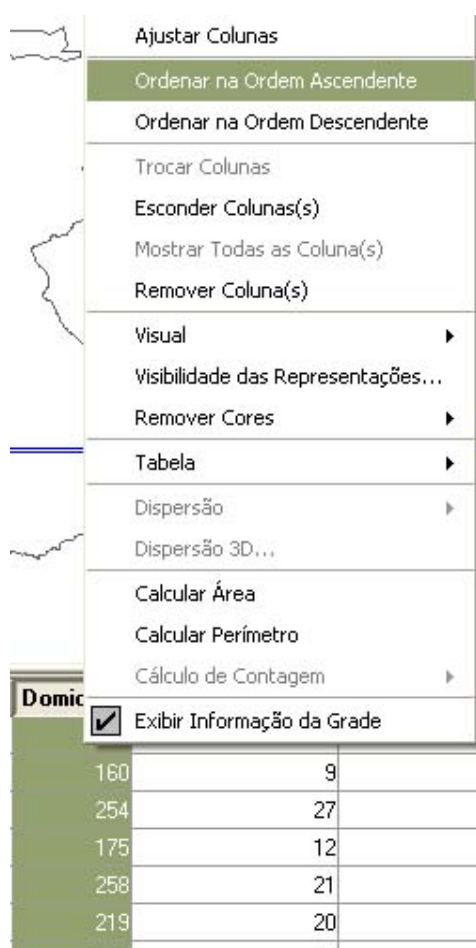 Ajustar Colunas
Ordenar na Ordem Ascendente
Ordenar na Ordem Descendente
Trocar Colunas
Esconder Colunas(s)
Mostrar Todas as Coluna(s)
Remover Coluna(s)
Visual
Visibilidade das Representações...
Remover Cores
Tabela
Dispersão
Dispersão 3D...
Calcular Área
Calcular Perímetro
Cálculo de Contagem
Domic
Exibir Informação da Grade
160 9
254 27
175 12
258 21
219 20